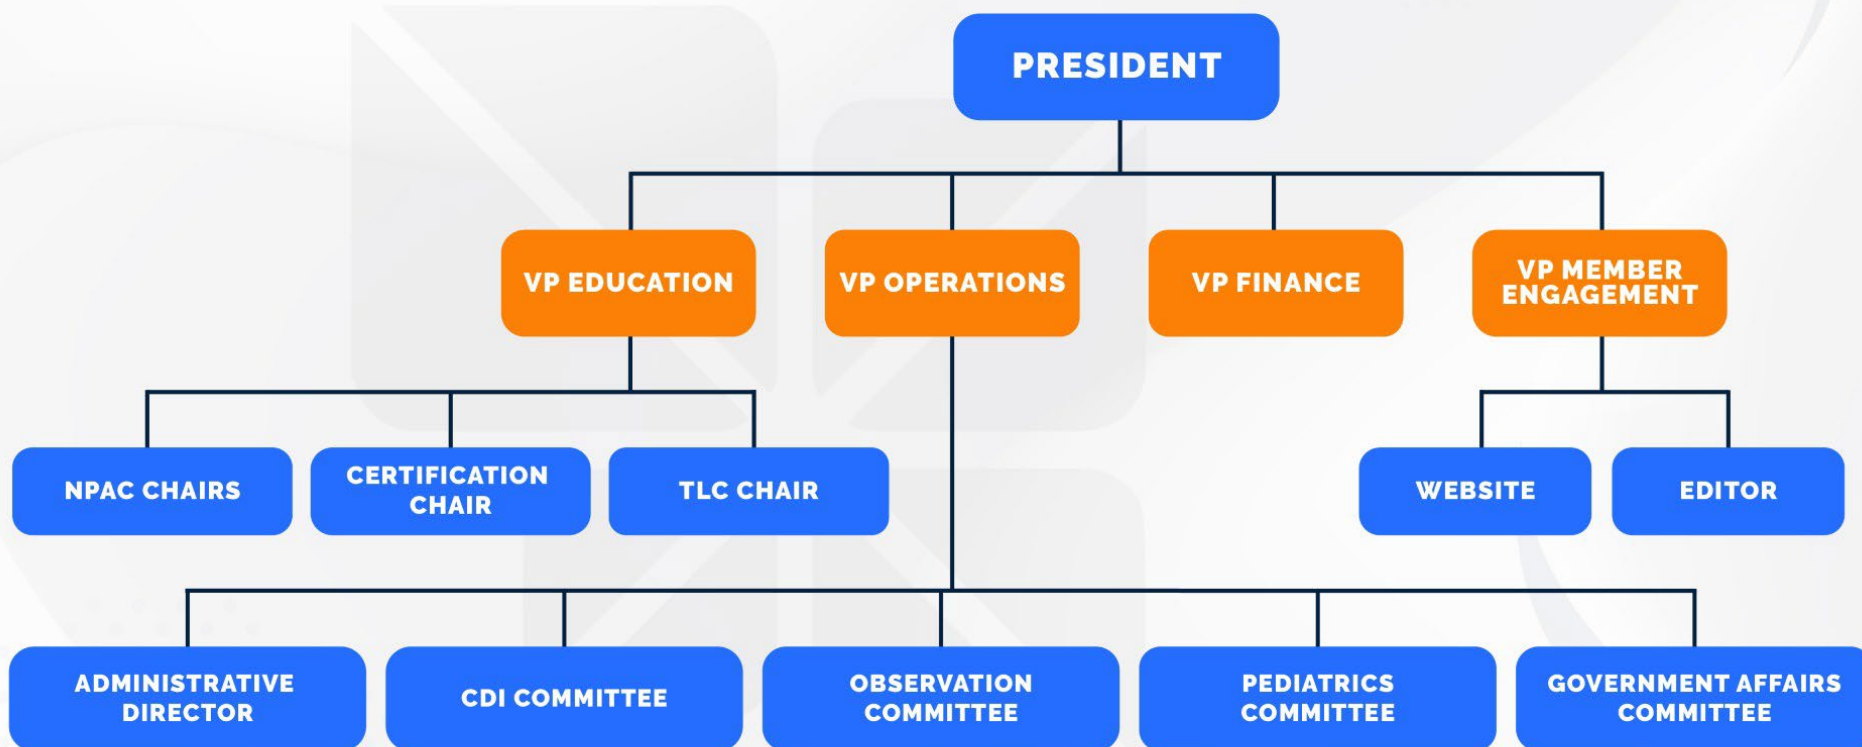 PRESIDENT
VP EDUCATION
VP OPERATIONS
VP FINANCE
VP MEMBER
ENGAGEMENT
NPAC CHAIRS
CERTIFICATION
CHAIR
TLC CHAIR
WEBSITE
EDITOR
ADMINISTRATIVE
DIRECTOR
CDI COMMITTEE
OBSERVATION
COMMITTEE
PEDIATRICS
COMMITTEE
GOVERNMENT AFFAIRS
COMMITTEE